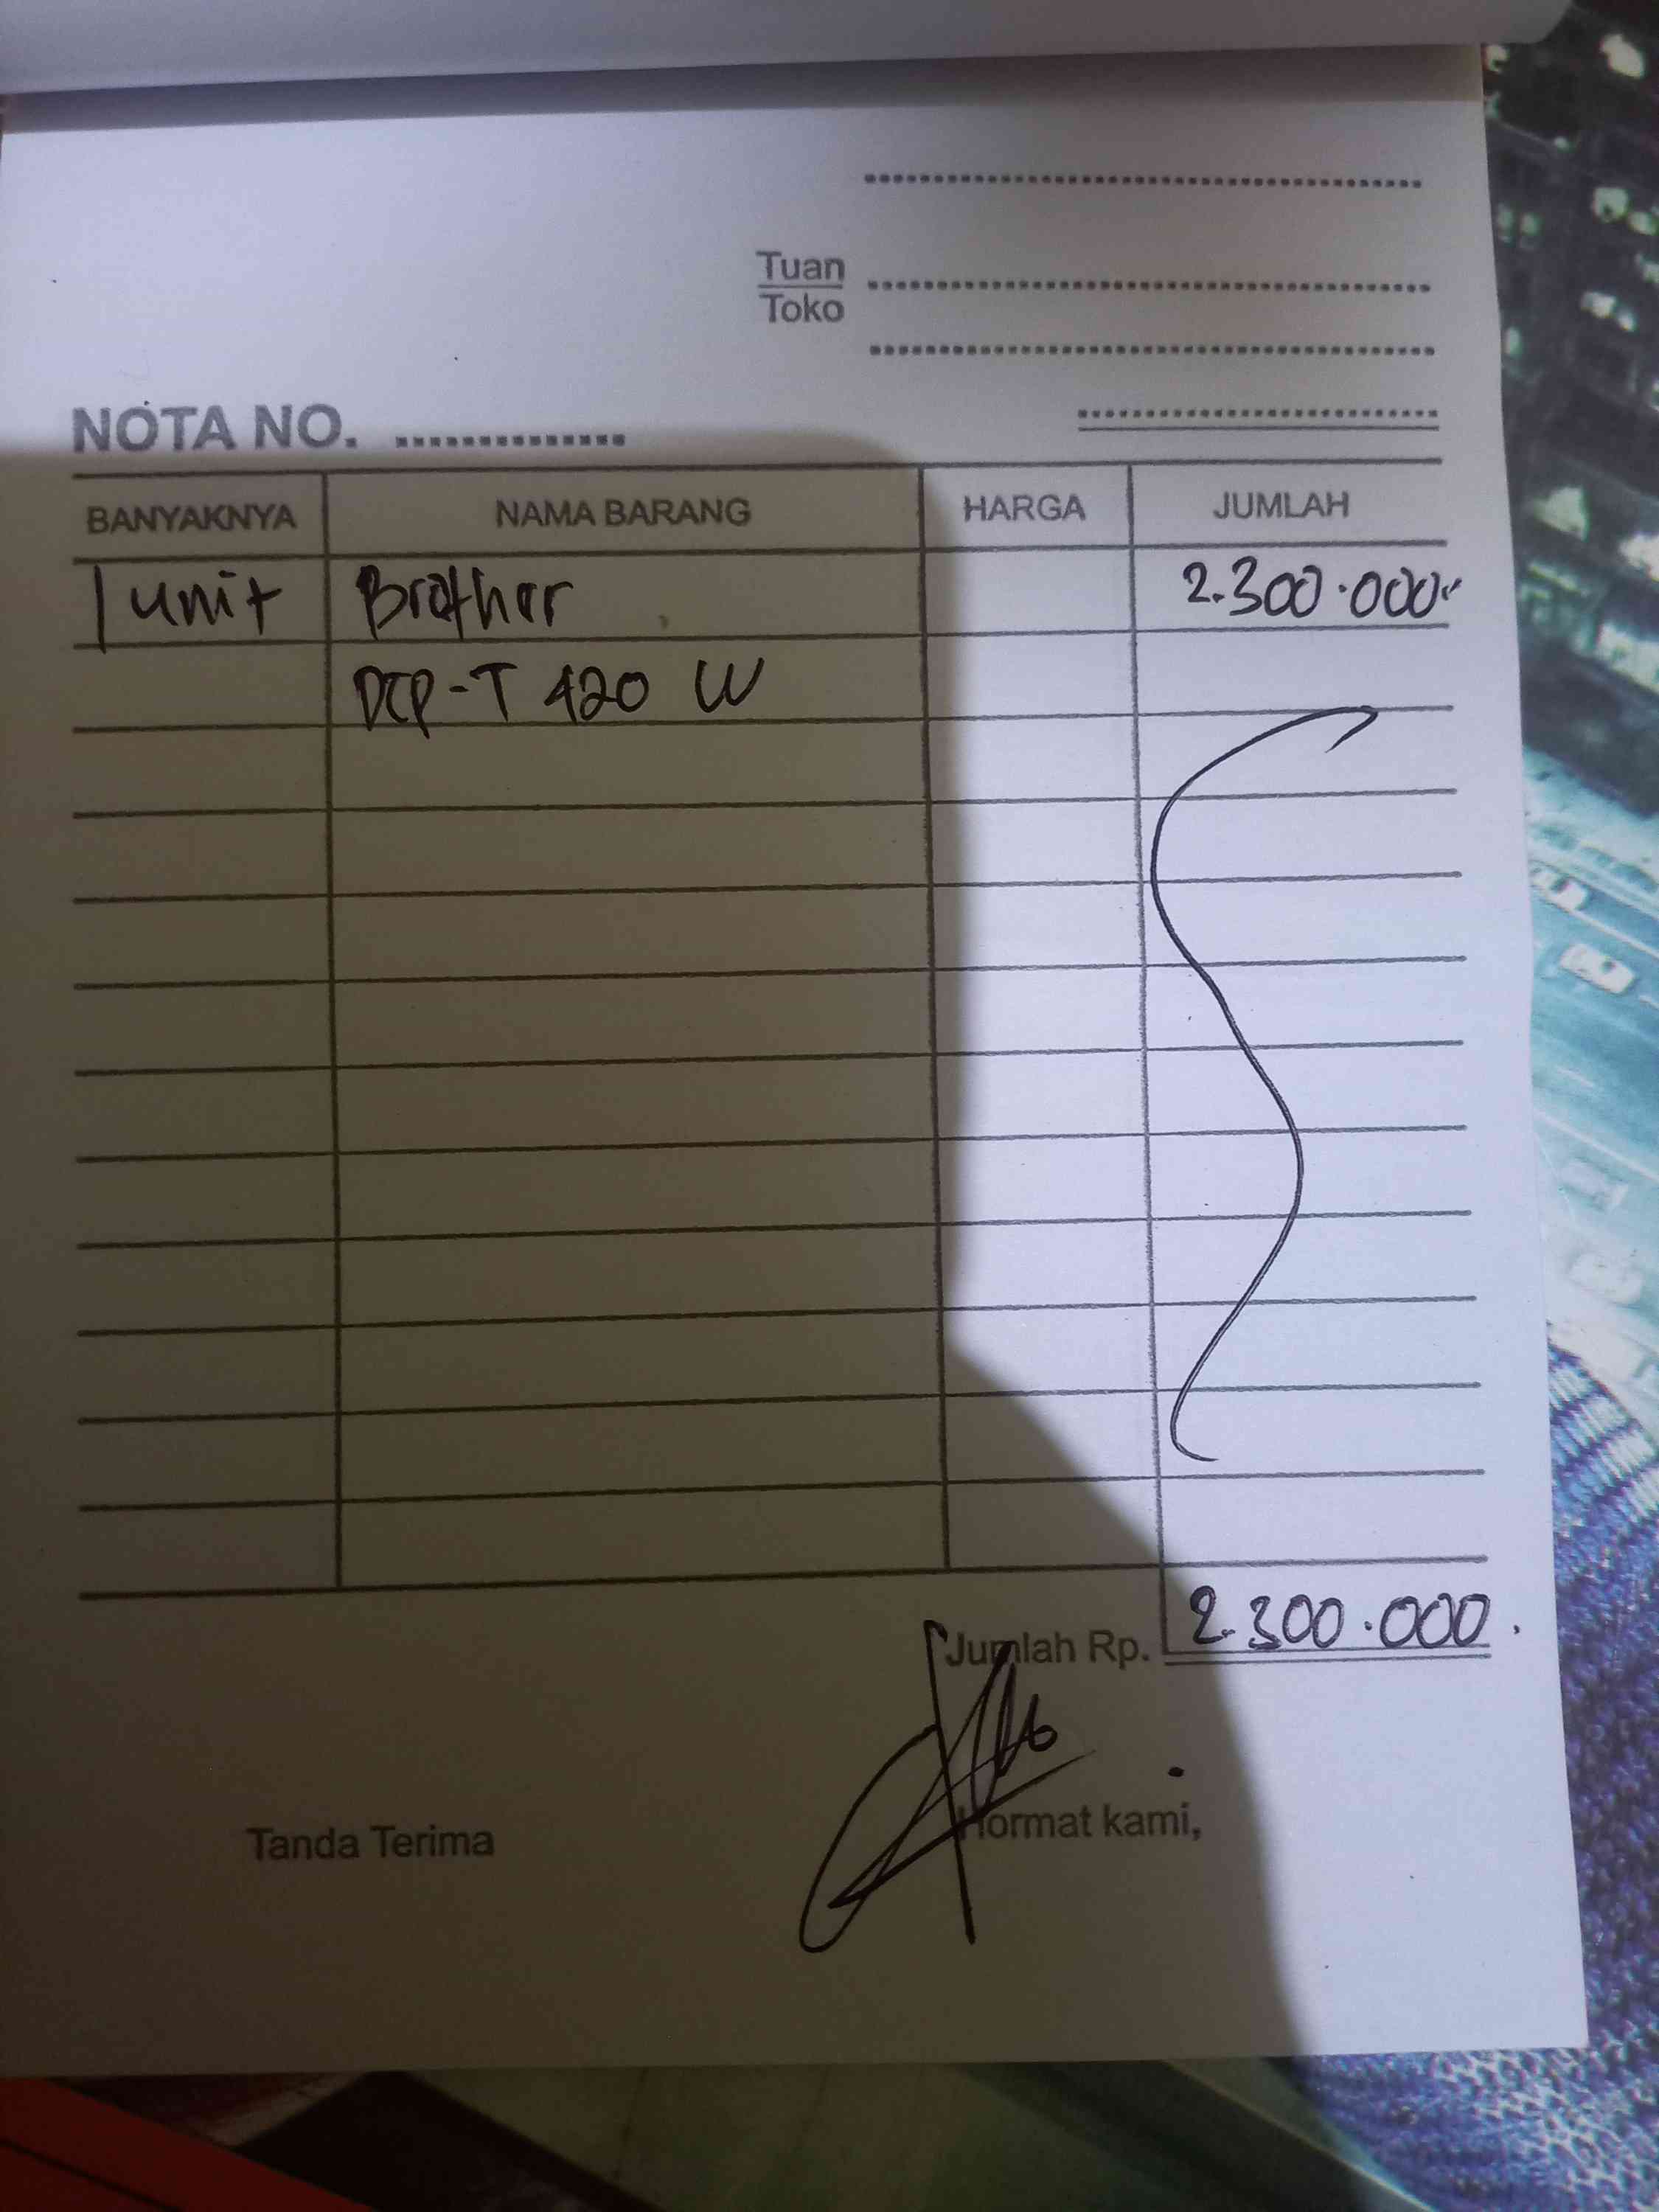 Tuan
Toko
NOTA NO.
BANYAKNYA NAMA BARANG HARGA JUMLAH
1 unit Brother 2.300.000
DCP-T 420 W
Jumlah Rp. 2.300.000
Tanda Terima Hormat kami,